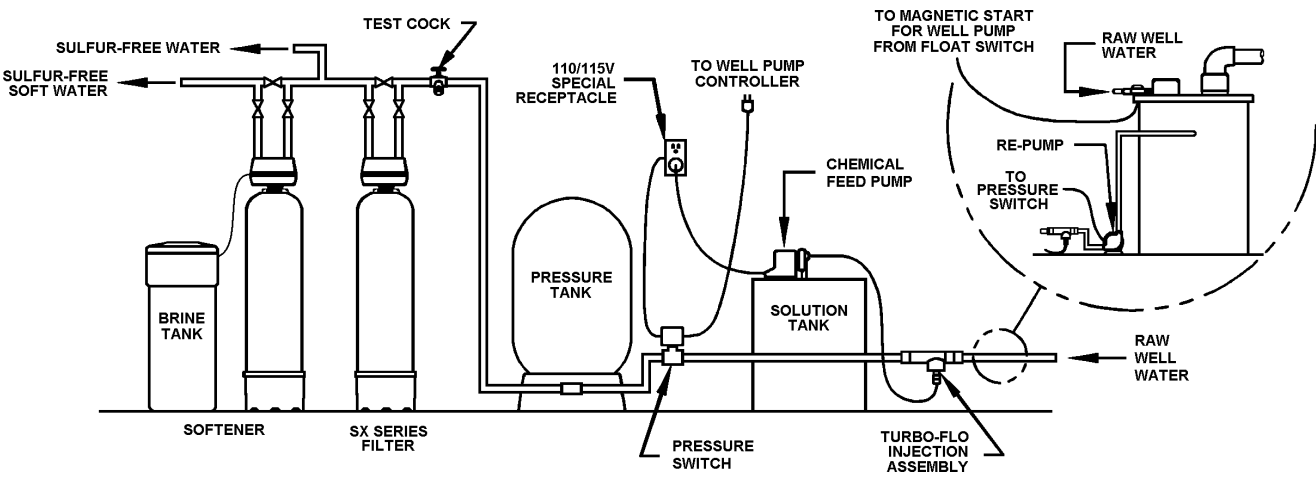 TEST COCK
SULFUR-FREE WATER
SULFUR-FREE
SOFT WATER
110/115V
SPECIAL
RECEPTACLE
TO WELL PUMP
CONTROLLER
TO MAGNETIC START
FOR WELL PUMP
FROM FLOAT SWITCH
RAW WELL
WATER
RE-PUMP
TO
PRESSURE
SWITCH
CHEMICAL
FEED PUMP
PRESSURE
TANK
SOLUTION
TANK
BRINE
TANK
RAW
WELL
WATER
SOFTENER
SX SERIES
FILTER
PRESSURE
SWITCH
TURBO-FLO
INJECTION
ASSEMBLY